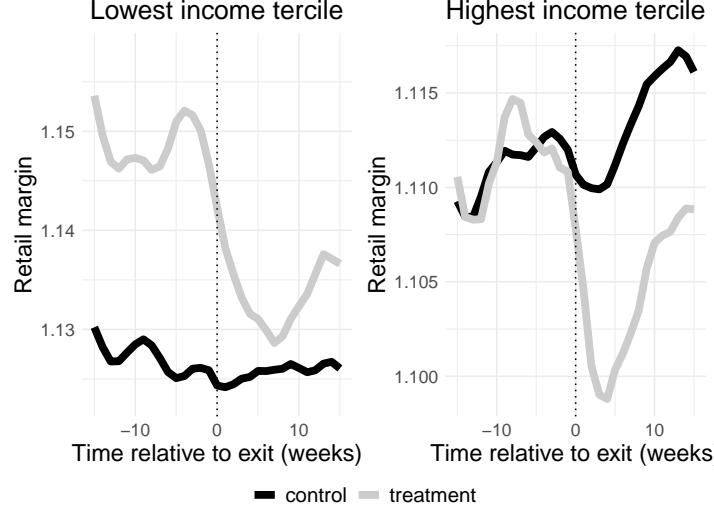 Lowest income tercile
Retail margin
1.15
1.14
1.13
−10
0
10
Time relative to exit (weeks)
Highest income tercile
Retail margin
1.115
1.110
1.105
1.100
−10
0
10
Time relative to exit (weeks
control
treatment